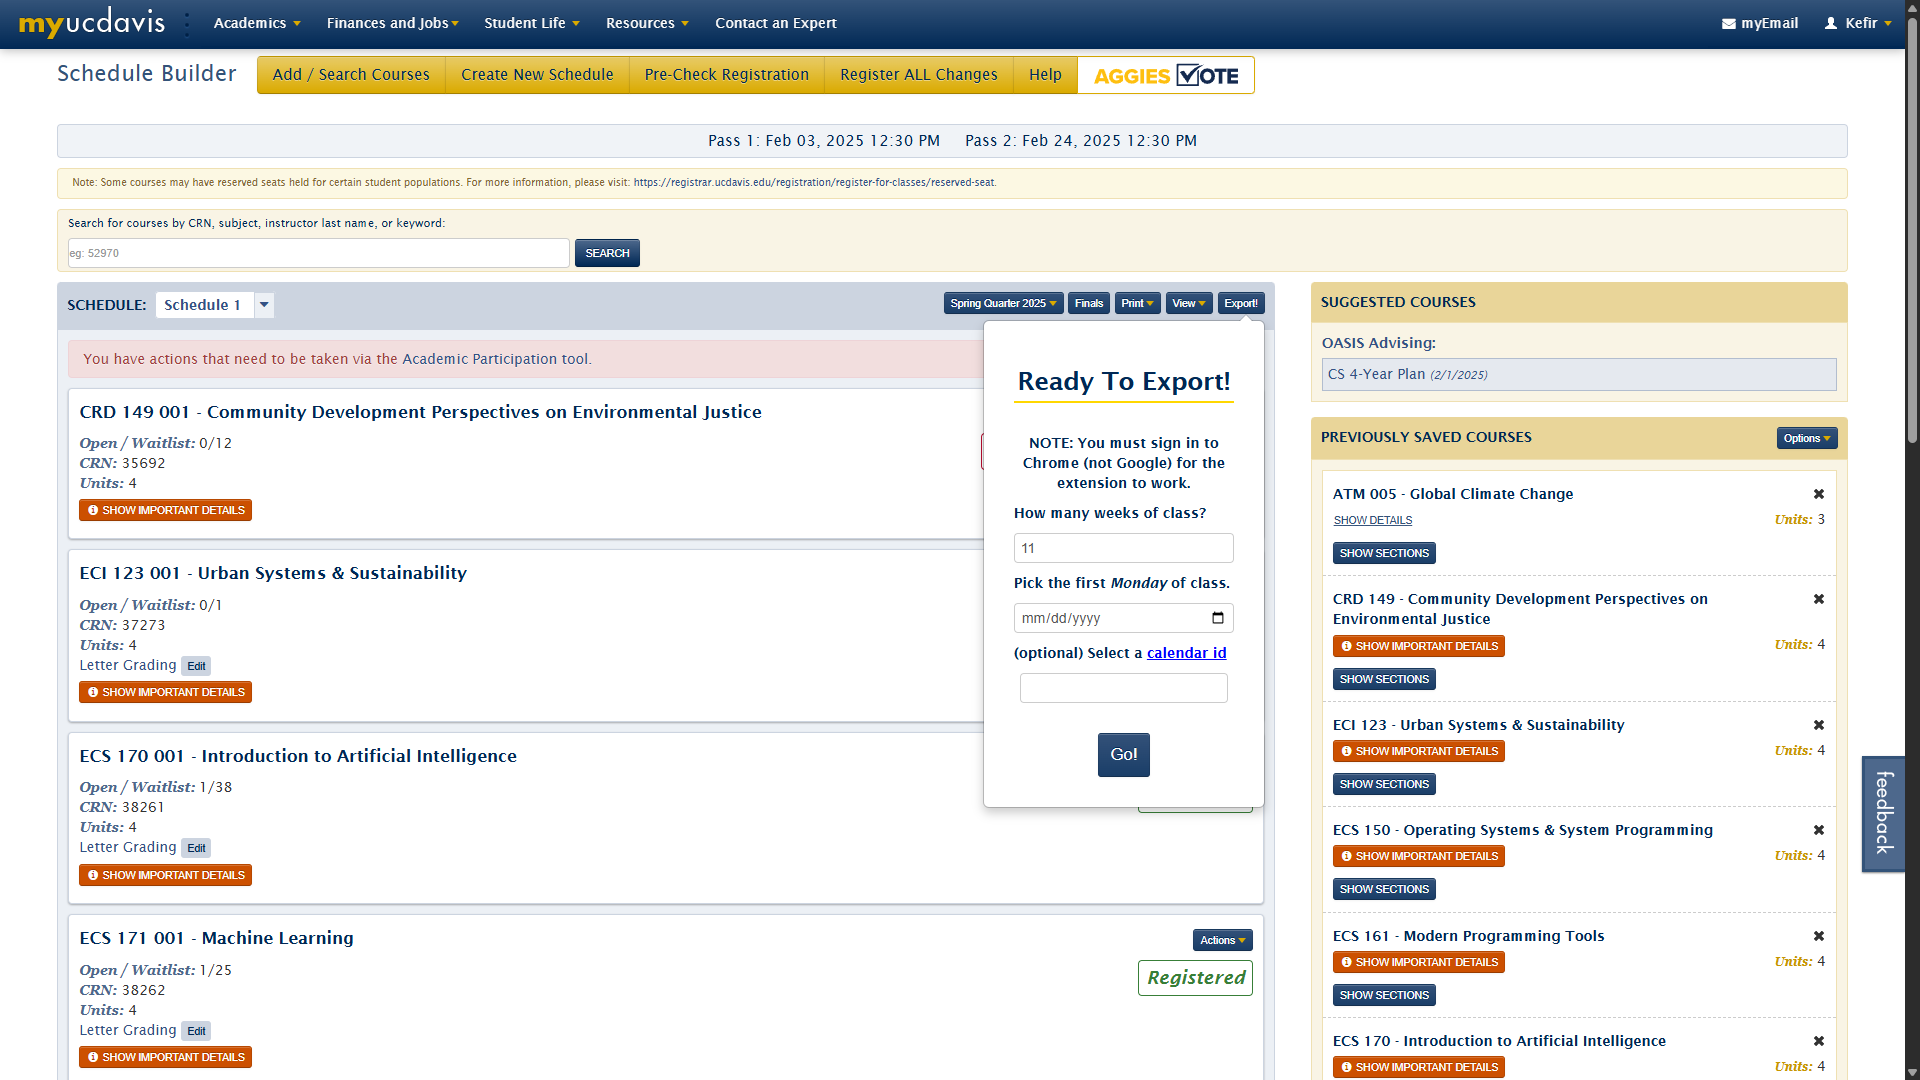 myucdavis
Academics
Finances and Jobs
Student Life
Resources
Contact an Expert
myEmail
Kefir
Schedule Builder
Add / Search Courses
Create New Schedule
Pre-Check Registration
Register ALL Changes
Help
AGGIES VOTE
Pass 1: Feb 03, 2025 12:30 PM Pass 2: Feb 24, 2025 12:30 PM
Note: Some courses may have reserved seats held for certain student populations. For more information, please visit: https://registrar.ucdavis.edu/registration/register-for-classes/reserved-seat.
Search for courses by CRN, subject, instructor last name, or keyword:
eg: 52970
SEARCH
SCHEDULE: Schedule 1
Spring Quarter 2025
Finals
Print
View
Export!
You have actions that need to be taken via the Academic Participation tool.
CRD 149 001 - Community Development Perspectives on Environmental Justice
Open / Waitlist: 0/12
CRN: 35692
Units: 4
SHOW IMPORTANT DETAILS
ECI 123 001 - Urban Systems & Sustainability
Open / Waitlist: 0/1
CRN: 37273
Units: 4
Letter Grading Edit
SHOW IMPORTANT DETAILS
ECS 170 001 - Introduction to Artificial Intelligence
Open / Waitlist: 1/38
CRN: 38261
Units: 4
Letter Grading Edit
SHOW IMPORTANT DETAILS
ECS 171 001 - Machine Learning
Actions
Open / Waitlist: 1/25
Registered
CRN: 38262
Units: 4
Letter Grading Edit
SHOW IMPORTANT DETAILS
Ready To Export!
NOTE: You must sign in to
Chrome (not Google) for the
extension to work.
How many weeks of class?
11
Pick the first Monday of class.
mm/dd/yyyy
(optional) Select a calendar id
Go!
SUGGESTED COURSES
OASIS Advising:
CS 4-Year Plan (2/1/2025)
PREVIOUSLY SAVED COURSES
Options
ATM 005 - Global Climate Change
SHOW DETAILS
Units: 3
SHOW SECTIONS
CRD 149 - Community Development Perspectives on
Environmental Justice
SHOW IMPORTANT DETAILS
Units: 4
SHOW SECTIONS
ECI 123 - Urban Systems & Sustainability
SHOW IMPORTANT DETAILS
Units: 4
SHOW SECTIONS
ECS 150 - Operating Systems & System Programming
SHOW IMPORTANT DETAILS
Units: 4
SHOW SECTIONS
ECS 161 - Modern Programming Tools
SHOW IMPORTANT DETAILS
Units: 4
SHOW SECTIONS
ECS 170 - Introduction to Artificial Intelligence
SHOW IMPORTANT DETAILS
Units: 4
feedback